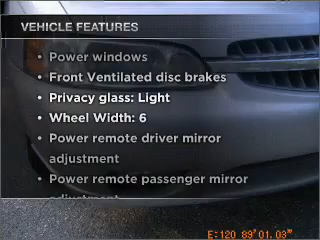 VEHICLE FEATURES
• Power windows
• Front Ventilated disc brakes
• Privacy glass: Light
• Wheel Width: 6
• Power remote driver mirror
adjustment
• Power remote passenger mirror
adjustment
E:120 89°01.03"